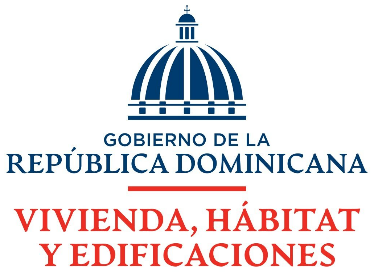 GOBIERNO DE LA
REPÚBLICA DOMINICANA
VIVIENDA, HÁBITAT
Y EDIFICACIONES